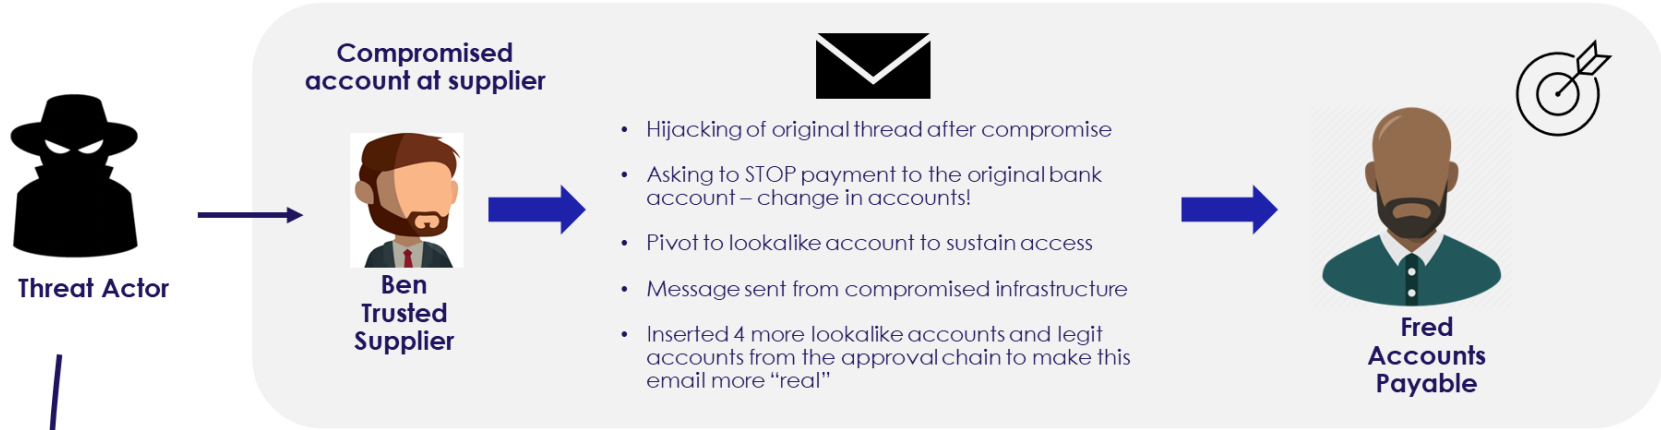 Compromised
account at supplier
Threat Actor
Ben
Trusted
Supplier
• Hijacking of original thread after compromise
• Asking to STOP payment to the original bank
account – change in accounts!
• Pivot to lookalike account to sustain access
• Message sent from compromised infrastructure
• Inserted 4 more lookalike accounts and legit
accounts from the approval chain to make this
email more “real”
Fred
Accounts
Payable